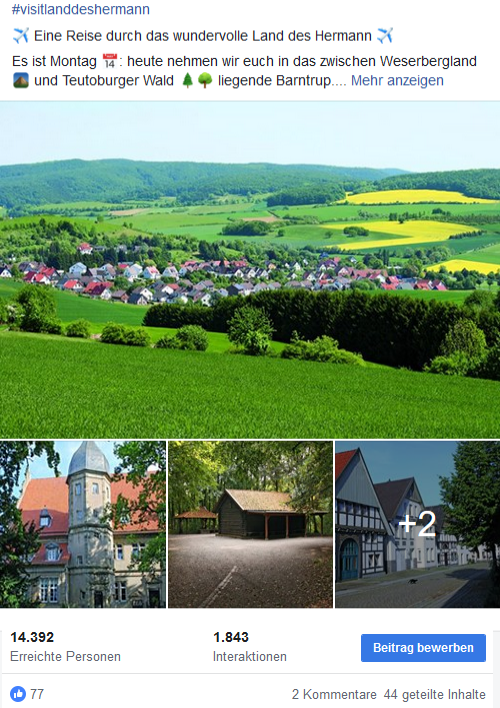 #visitlanddeshermann
✈️ Eine Reise durch das wundervolle Land des Hermann ✈️
Es ist Montag 📅: heute nehmen wir euch in das zwischen Weserbergland
⛰️ und Teutoburger Wald 🌲🌳 liegende Barntrup.... Mehr anzeigen
+2
14.392 1.843
Erreichte Personen Interaktionen
Beitrag bewerben
77 2 Kommentare 44 geteilte Inhalte